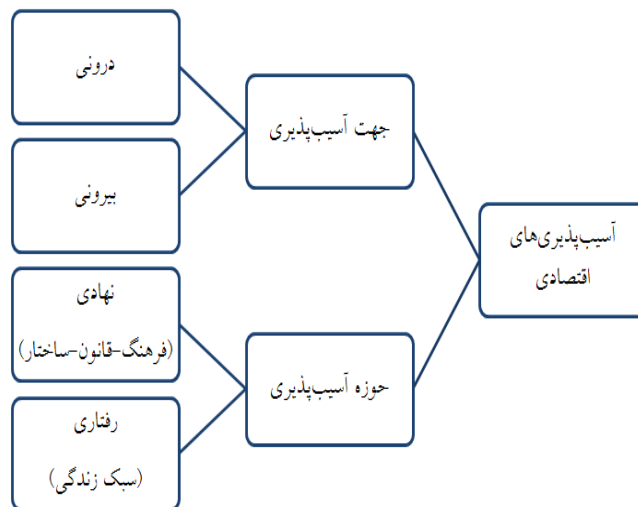 آسیب‌پذیری‌های
اقتصادی
جهت آسیب‌پذیری
درونی
بیرونی
حوزه آسیب‌پذیری
نهادی
(فرهنگ-قانون-ساختار)
رفتاری
(سبک زندگی)